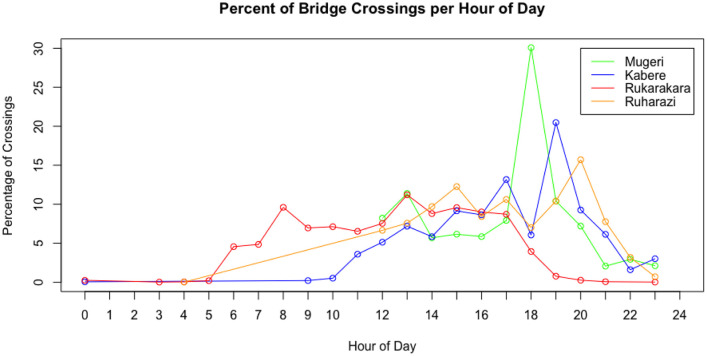 Percent of Bridge Crossings per Hour of Day
Percentage of Crossings
30
25
20
15
10
5
0
Mugeri
Kabere
Rukarakara
Ruharazi
0 1 2 3 4 5 6 7 8 9 10 12 14 16 18 20 22 24
Hour of Day